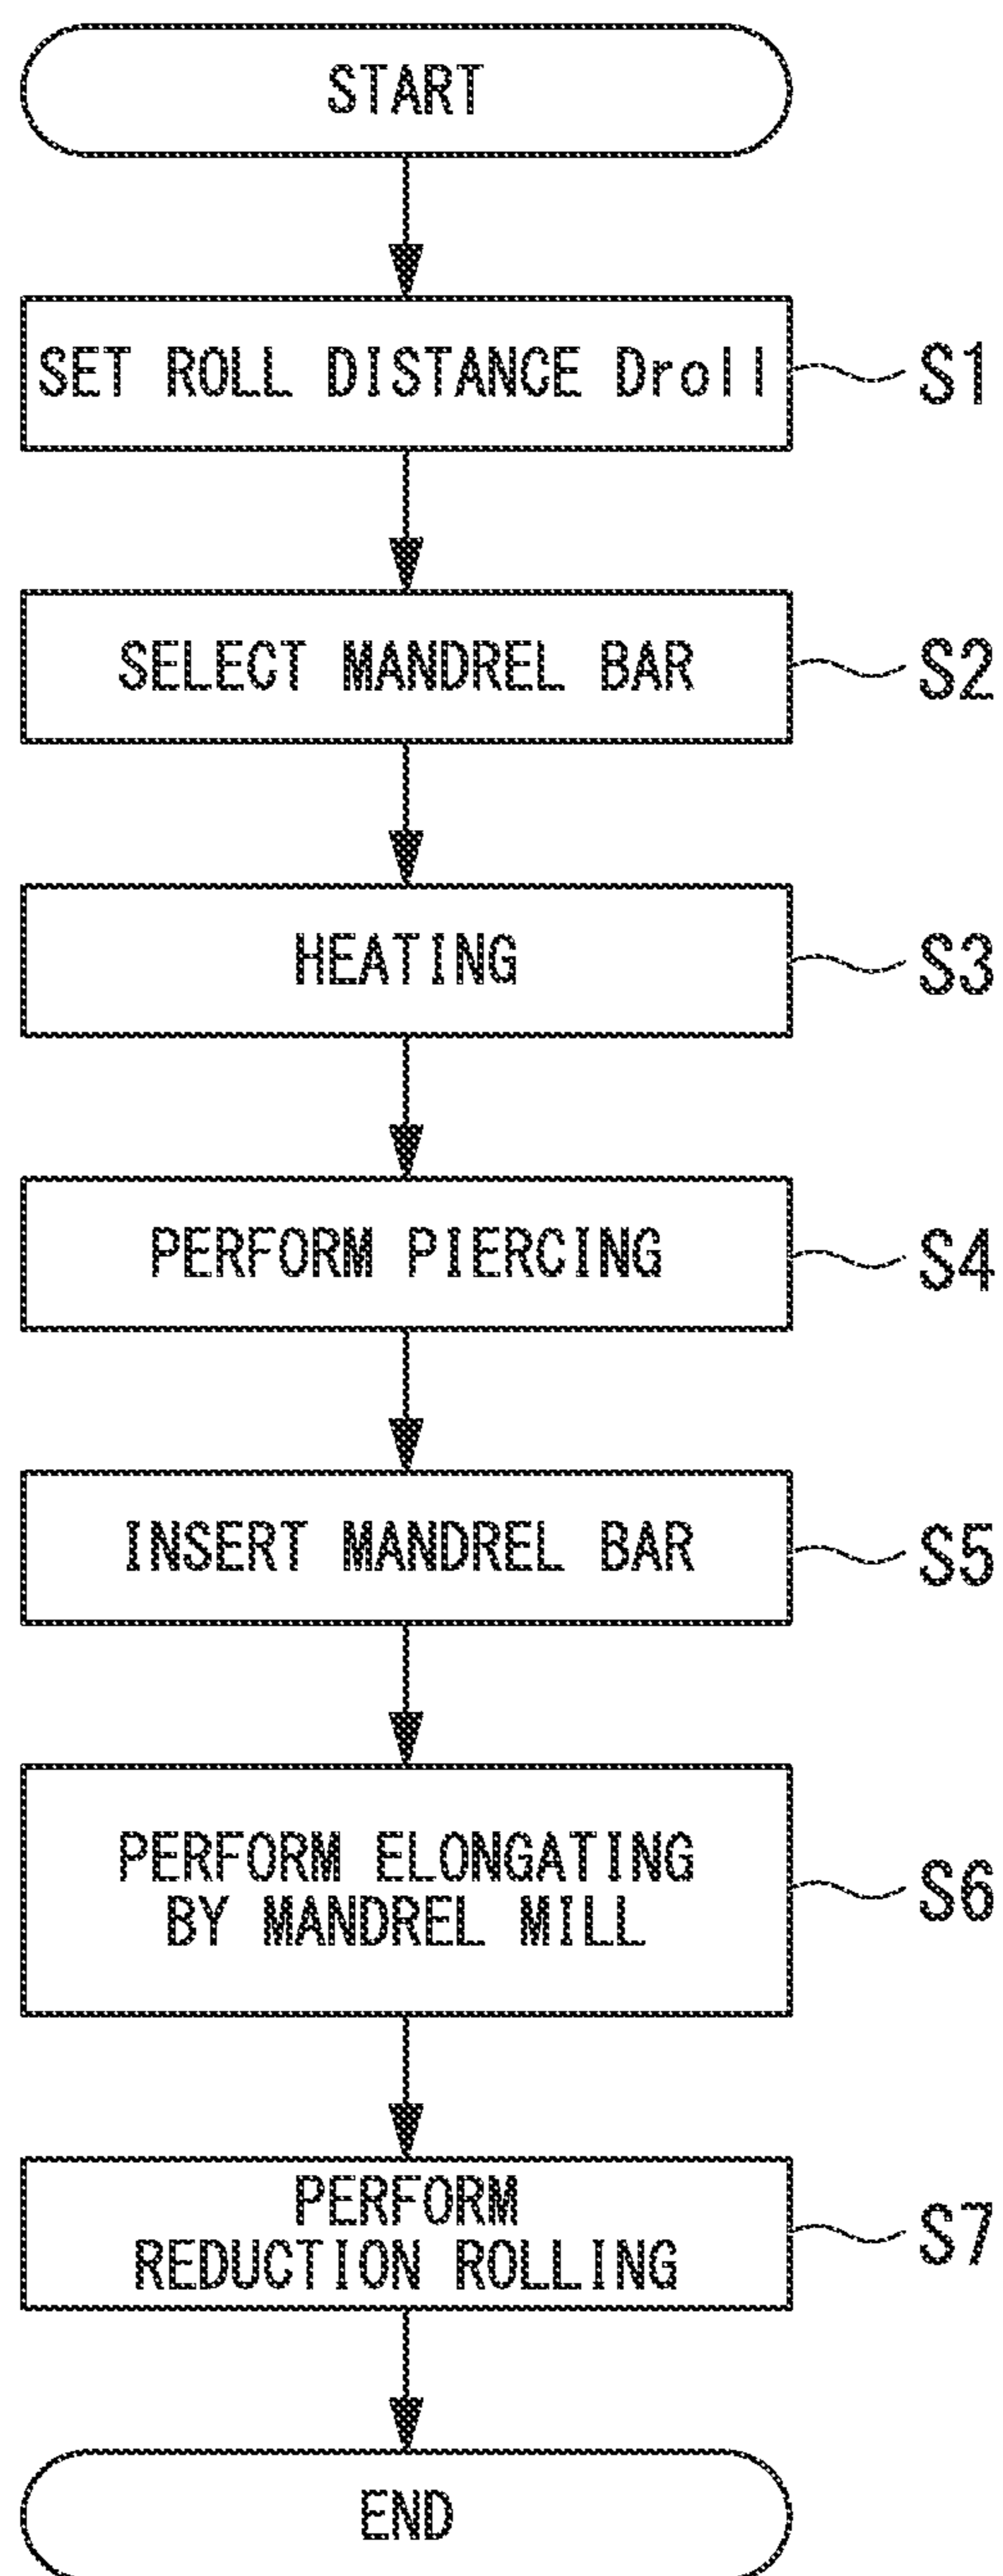 START
SET ROLL DISTANCE Droll
S1
SELECT MANDREL BAR
S2
HEATING
S3
PERFORM PIERCING
S4
INSERT MANDREL BAR
S5
PERFORM ELONGATING
BY MANDREL MILL
S6
PERFORM
REDUCTION ROLLING
S7
END